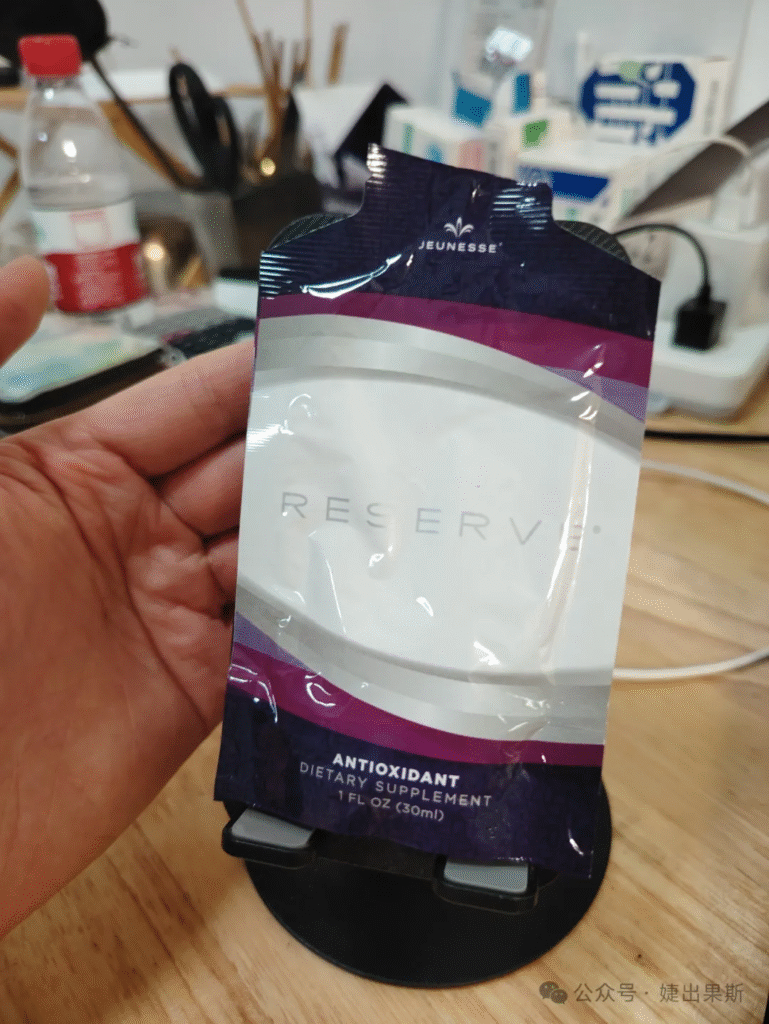 JEUNESSE
RESERVE
ANTIOXIDANT
DIETARY SUPPLEMENT
1 FL OZ (30ml)
公众号 · 婕出果斯